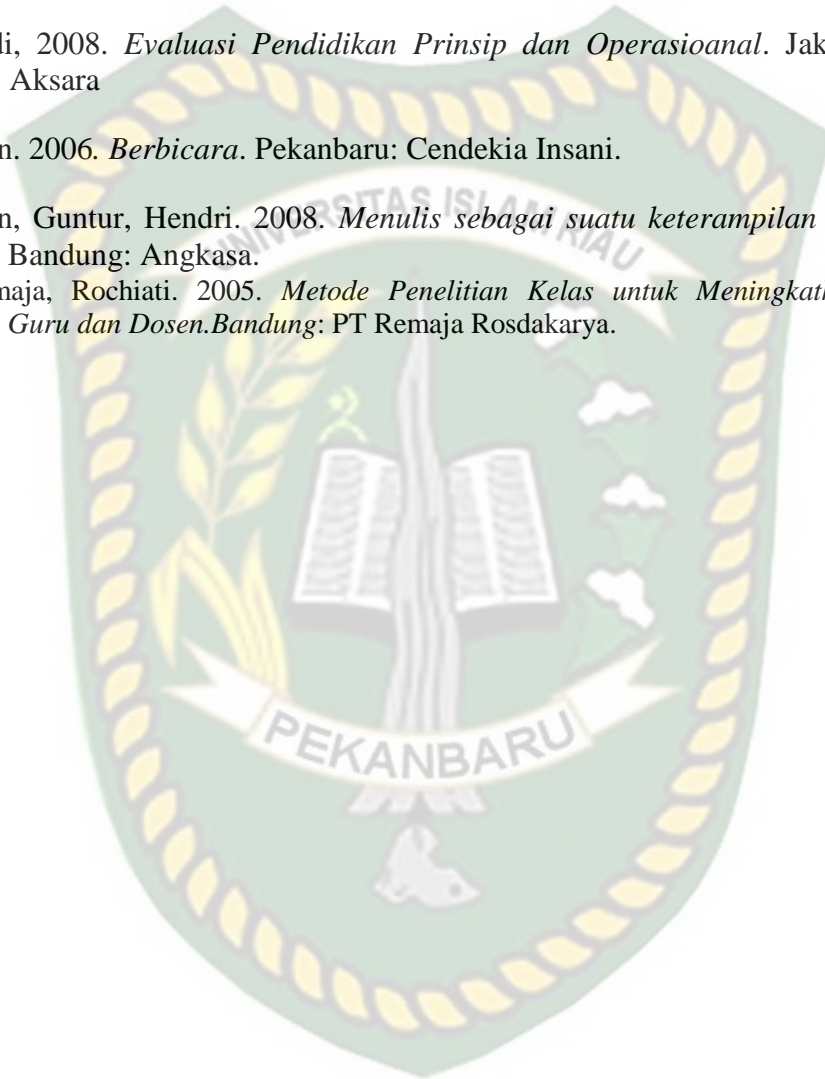 di, 2008. Evaluasi Pendidikan Prinsip dan Operasioanal. Jak
Aksara
n. 2006. Berbicara. Pekanbaru: Cendekia Insani.
n, Guntur, Hendri. 2008. Menulis sebagai suatu keterampilan
Bandung: Angkasa.
maja, Rochiati. 2005. Metode Penelitian Kelas untuk Meningkat
Guru dan Dosen.Bandung: PT Remaja Rosdakarya.
UNIVERSITAS ISLAM RIAU
PEKANBARU